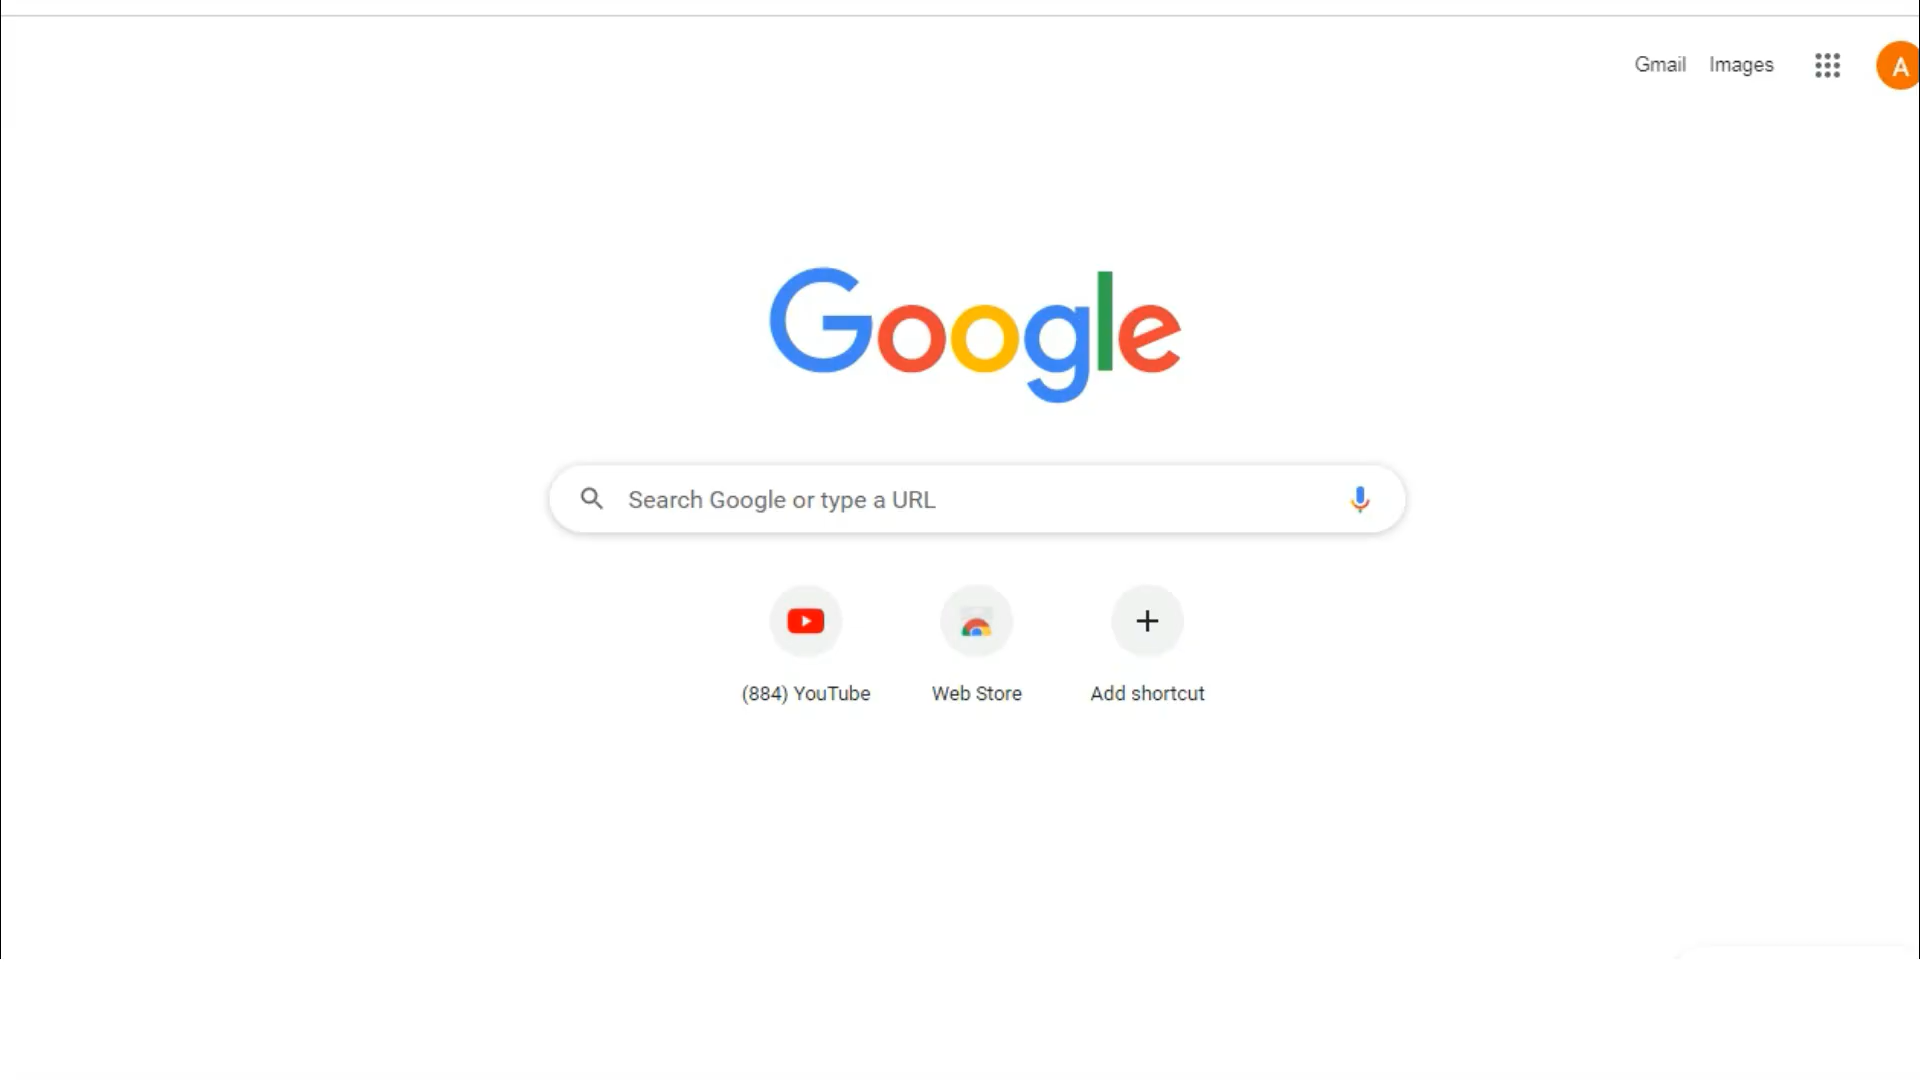 Gmail Images
A
Google
Search Google or type a URL
(884) YouTube
Web Store
Add shortcut